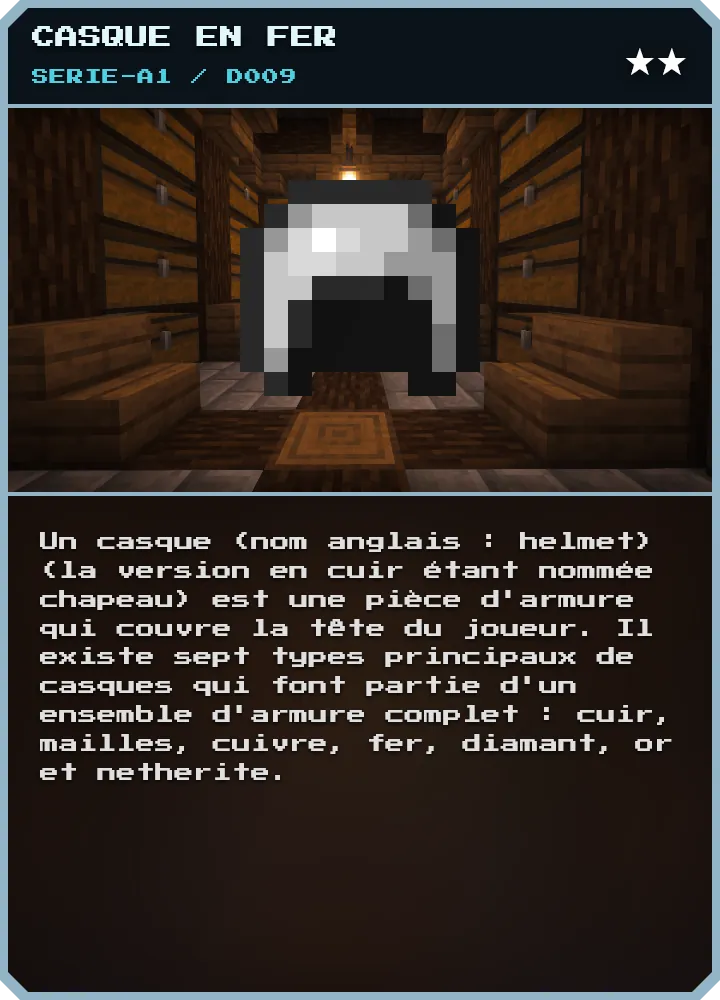 CASQUE EN FER
SERIE-A1 / D009
★★
Un casque (nom anglais : helmet)
(la version en cuir étant nommée
chapeau) est une pièce d'armure
qui couvre la tête du joueur. Il
existe sept types principaux de
casques qui font partie d'un
ensemble d'armure complet : cuir,
mailles, cuivre, fer, diamant, or
et netherite.